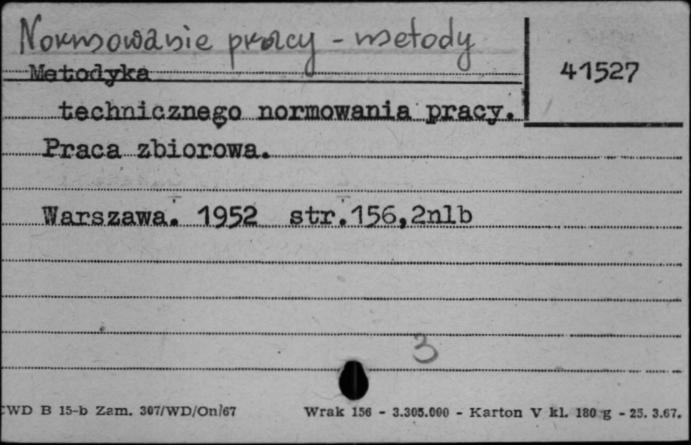 Normowanie pracy - metody
41527
Metodyka
technicznego normowania pracy.
Praca zbiorowa.
Warszawa. 1952 str.156,2nlb
3
CWD B 15-b Zam. 307/WD/On/67 Wrak 156 - 3.305.000 - Karton V kl. 180 g - 25. 3.67.